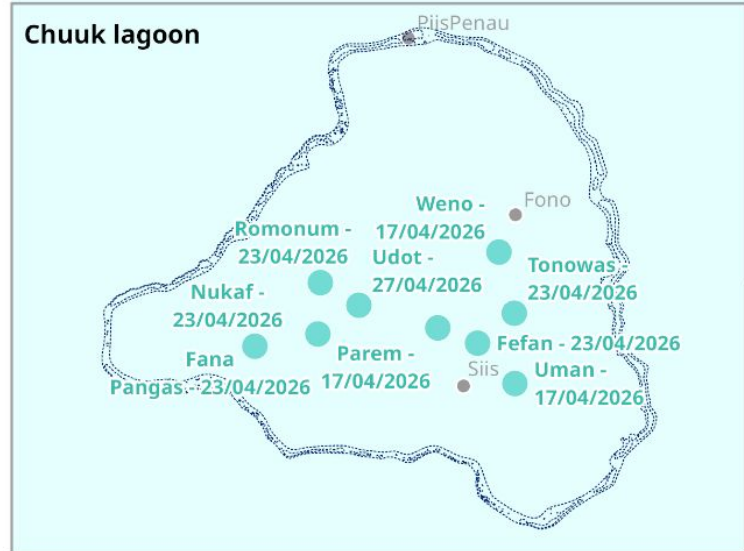 Chuuk lagoon
PiisPenau
Fono
Weno -
17/04/2026
Romonum -
23/04/2026
Udot -
27/04/2026
Tonowas -
23/04/2026
Nukaf -
23/04/2026
Fefan - 23/04/2026
Fana
Pangas - 23/04/2026
Parem -
17/04/2026
Siis
Uman -
17/04/2026